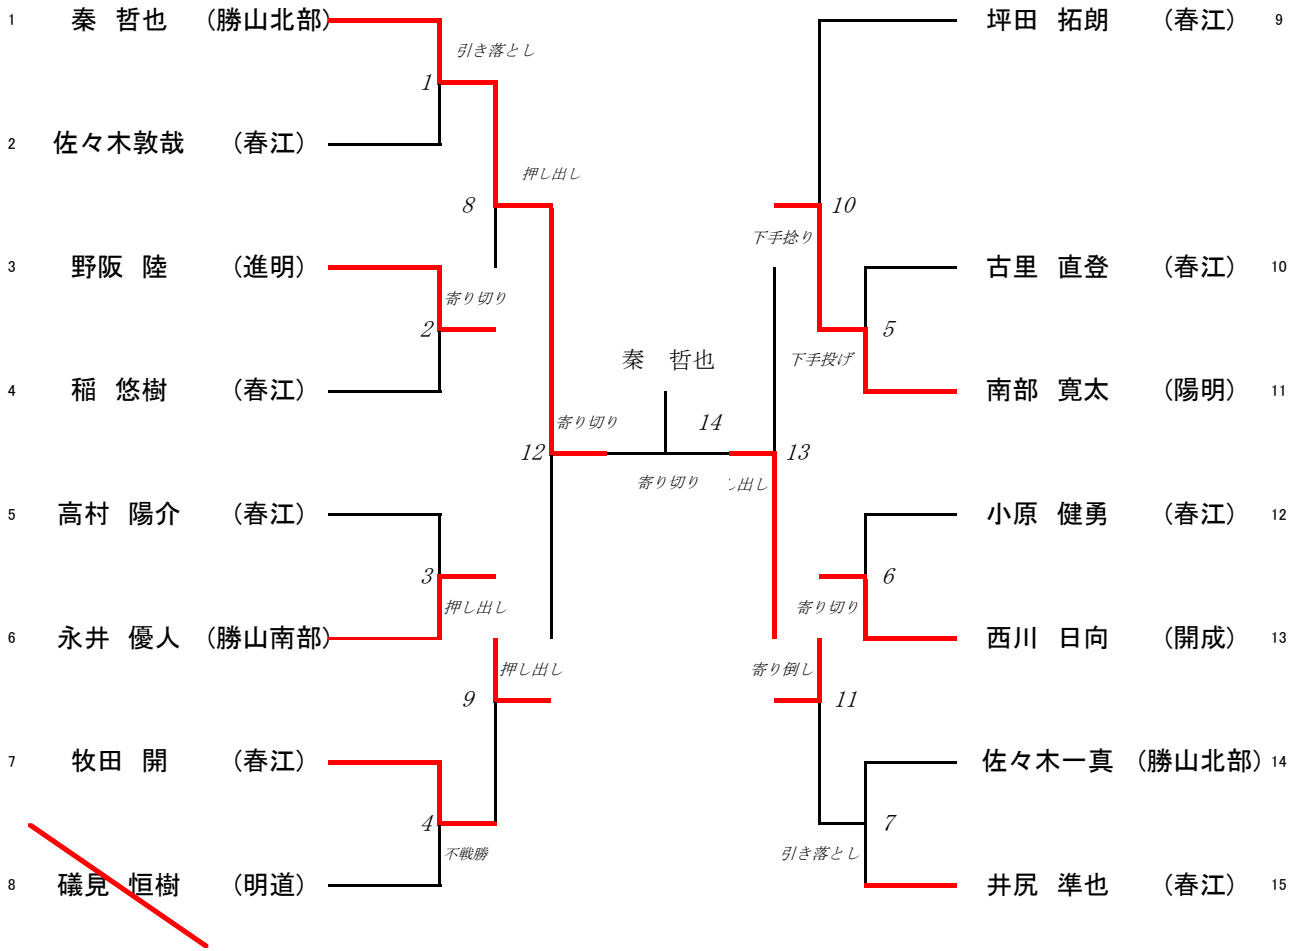 1 秦 哲也 (勝山北部)
引き落とし
1
2 佐々木敦哉 (春江)
押し出し
8
3 野阪 陸 (進明)
寄り切り
2
4 稲 悠樹 (春江)
寄り切り
12
5 高村 陽介 (春江)
3
押し出し
6 永井 優人 (勝山南部)
押し出し
9
7 牧田 開 (春江)
4
不戦勝
8 礒見 恒樹 (明道)
秦 哲也
14
寄り切り
坪田 拓朗 (春江) 9
10
下手捻り
古里 直登 (春江) 10
5
下手投げ
南部 寛太 (陽明) 11
13
し出し
小原 健勇 (春江) 12
6
寄り切り
西川 日向 (開成) 13
寄り倒し
11
佐々木一真 (勝山北部) 14
7
引き落とし
井尻 準也 (春江) 15